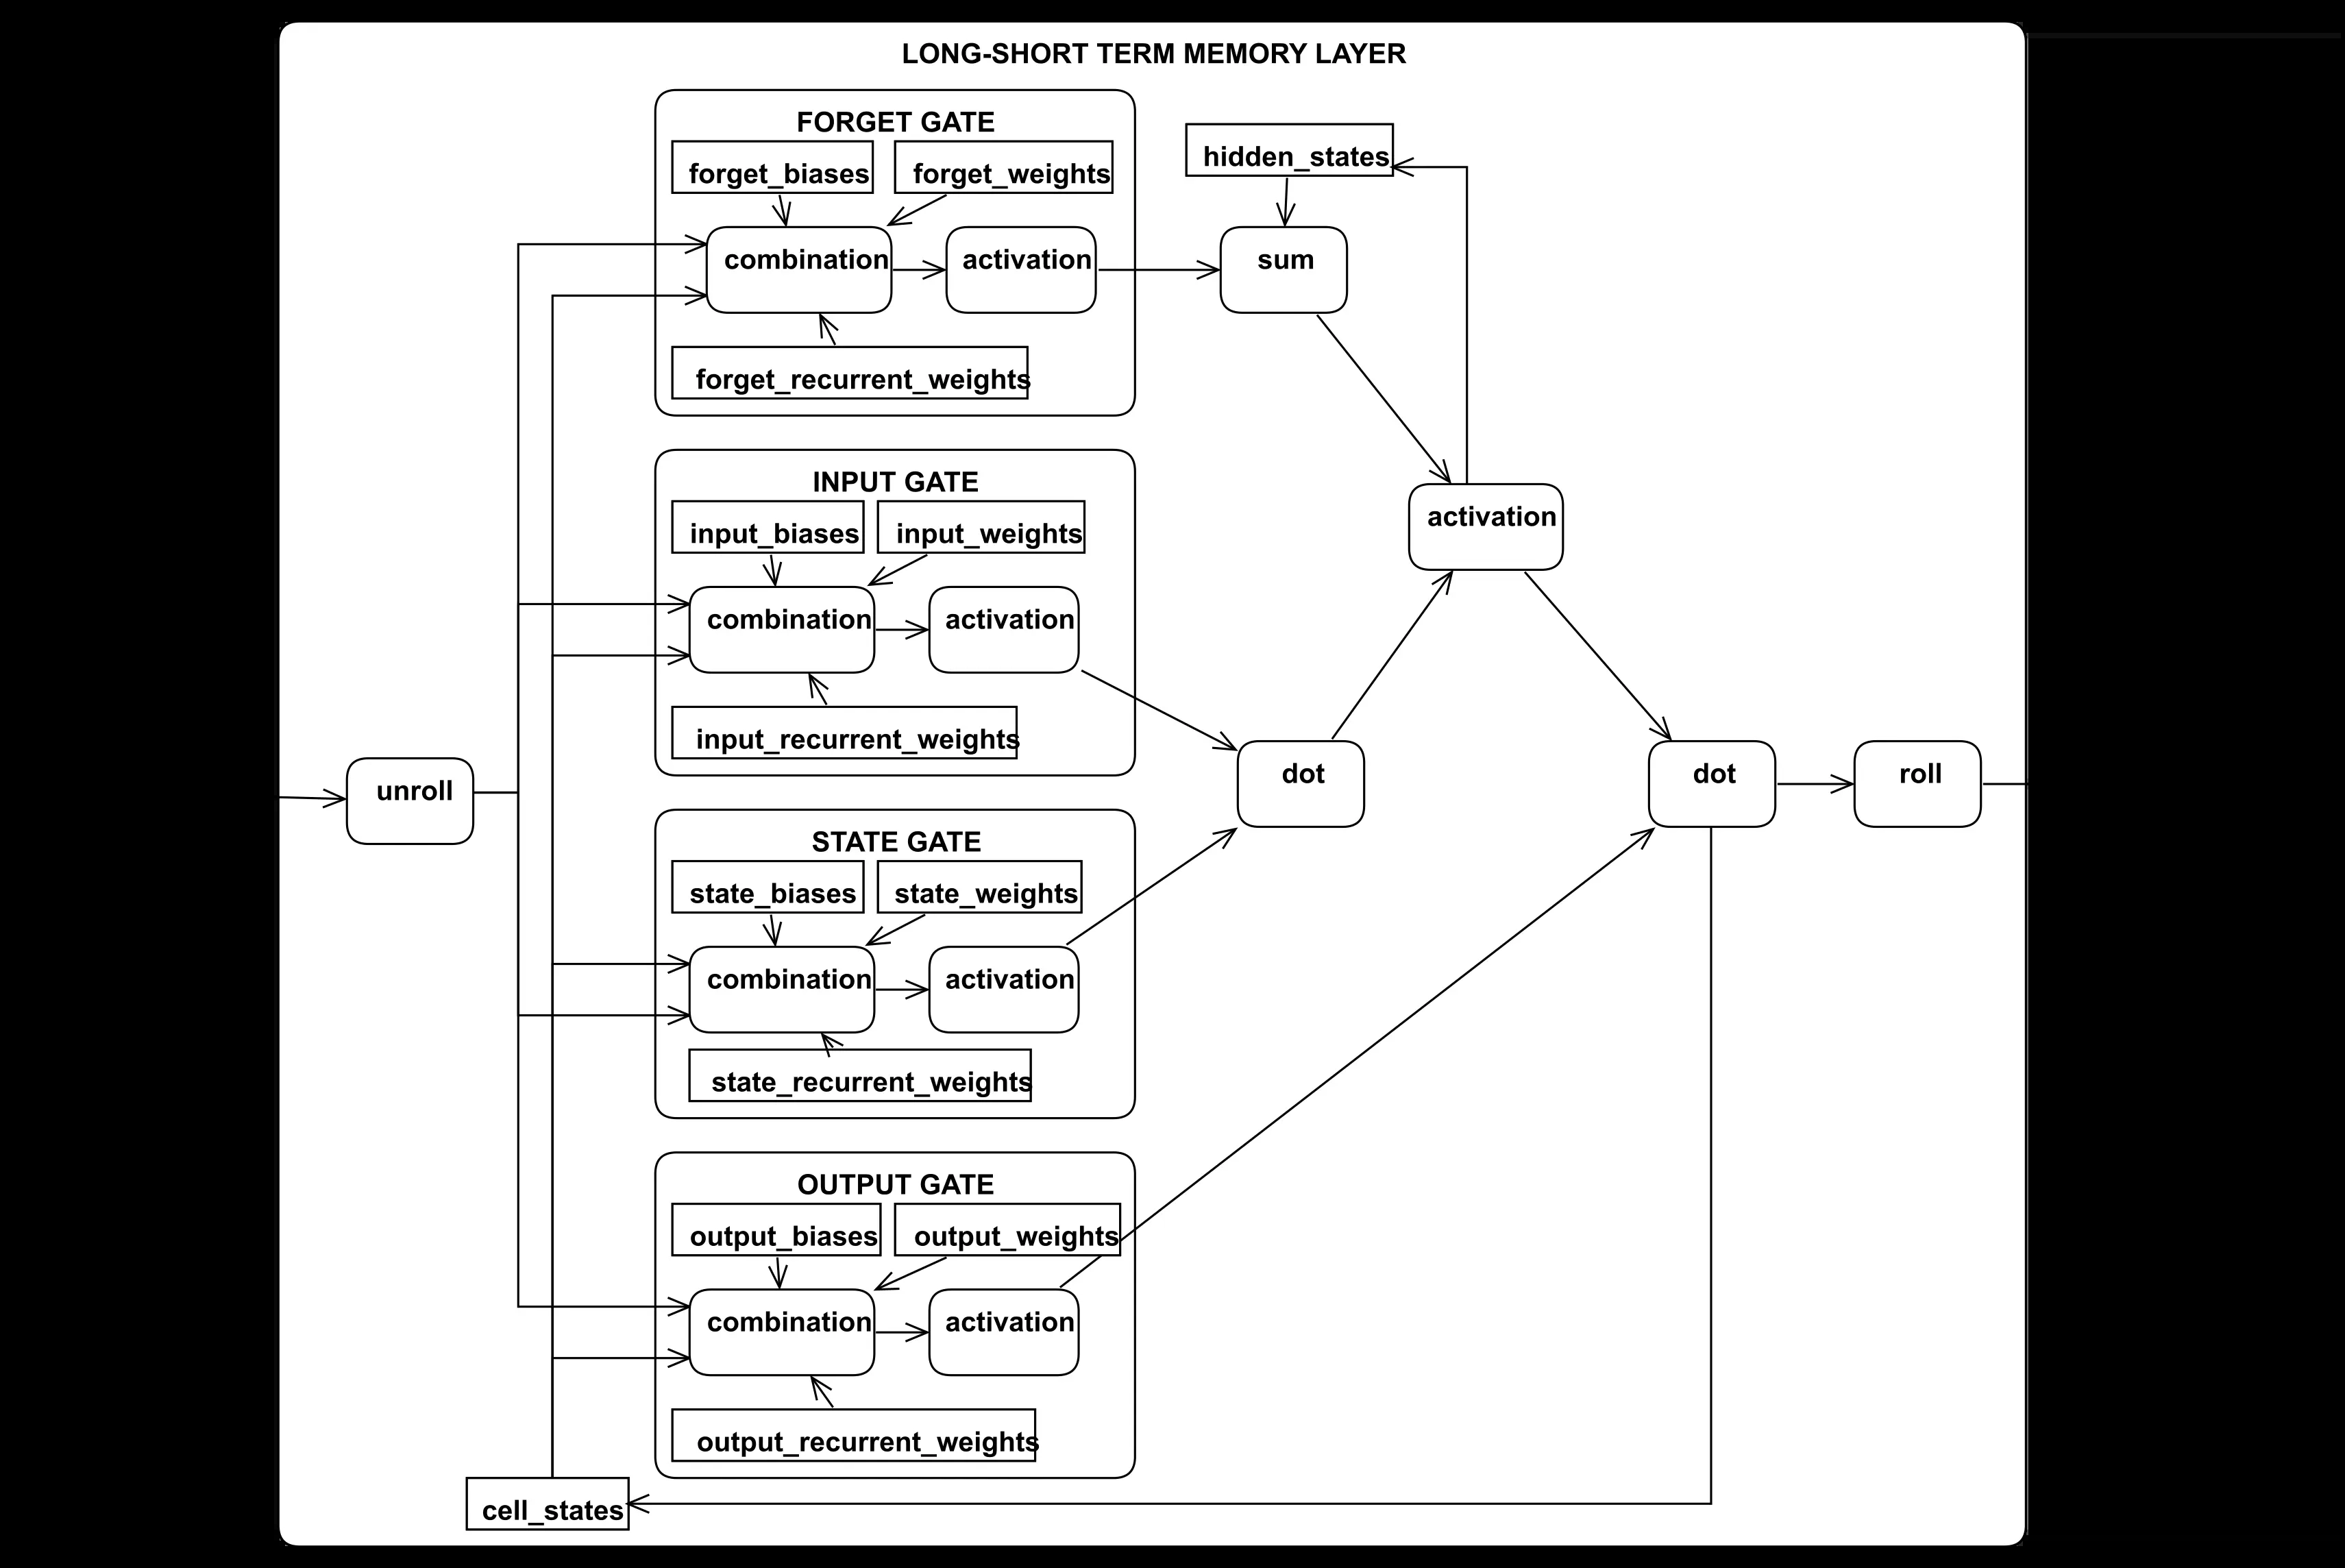 LONG-SHORT TERM MEMORY LAYER
FORGET GATE
forget_biases
forget_weights
hidden_states
combination
activation
sum
forget_recurrent_weights
INPUT GATE
input_biases
input_weights
activation
combination
activation
input_recurrent_weights
unroll
dot
dot
roll
STATE GATE
state_biases
state_weights
combination
activation
state_recurrent_weights
OUTPUT GATE
output_biases
output_weights
combination
activation
output_recurrent_weights
cell_states